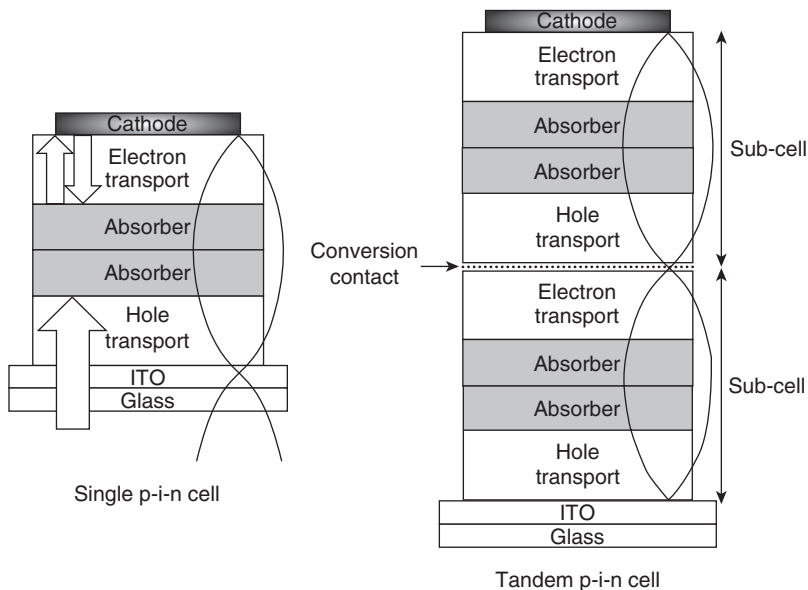 Cathode
Electron
transport
Absorber
Absorber
Hole
transport
ITO
Glass
Single p-i-n cell
Cathode
Electron
transport
Absorber
Absorber
Hole
transport
Sub-cell
Conversion
contact
Electron
transport
Absorber
Absorber
Hole
transport
Sub-cell
ITO
Glass
Tandem p-i-n cell